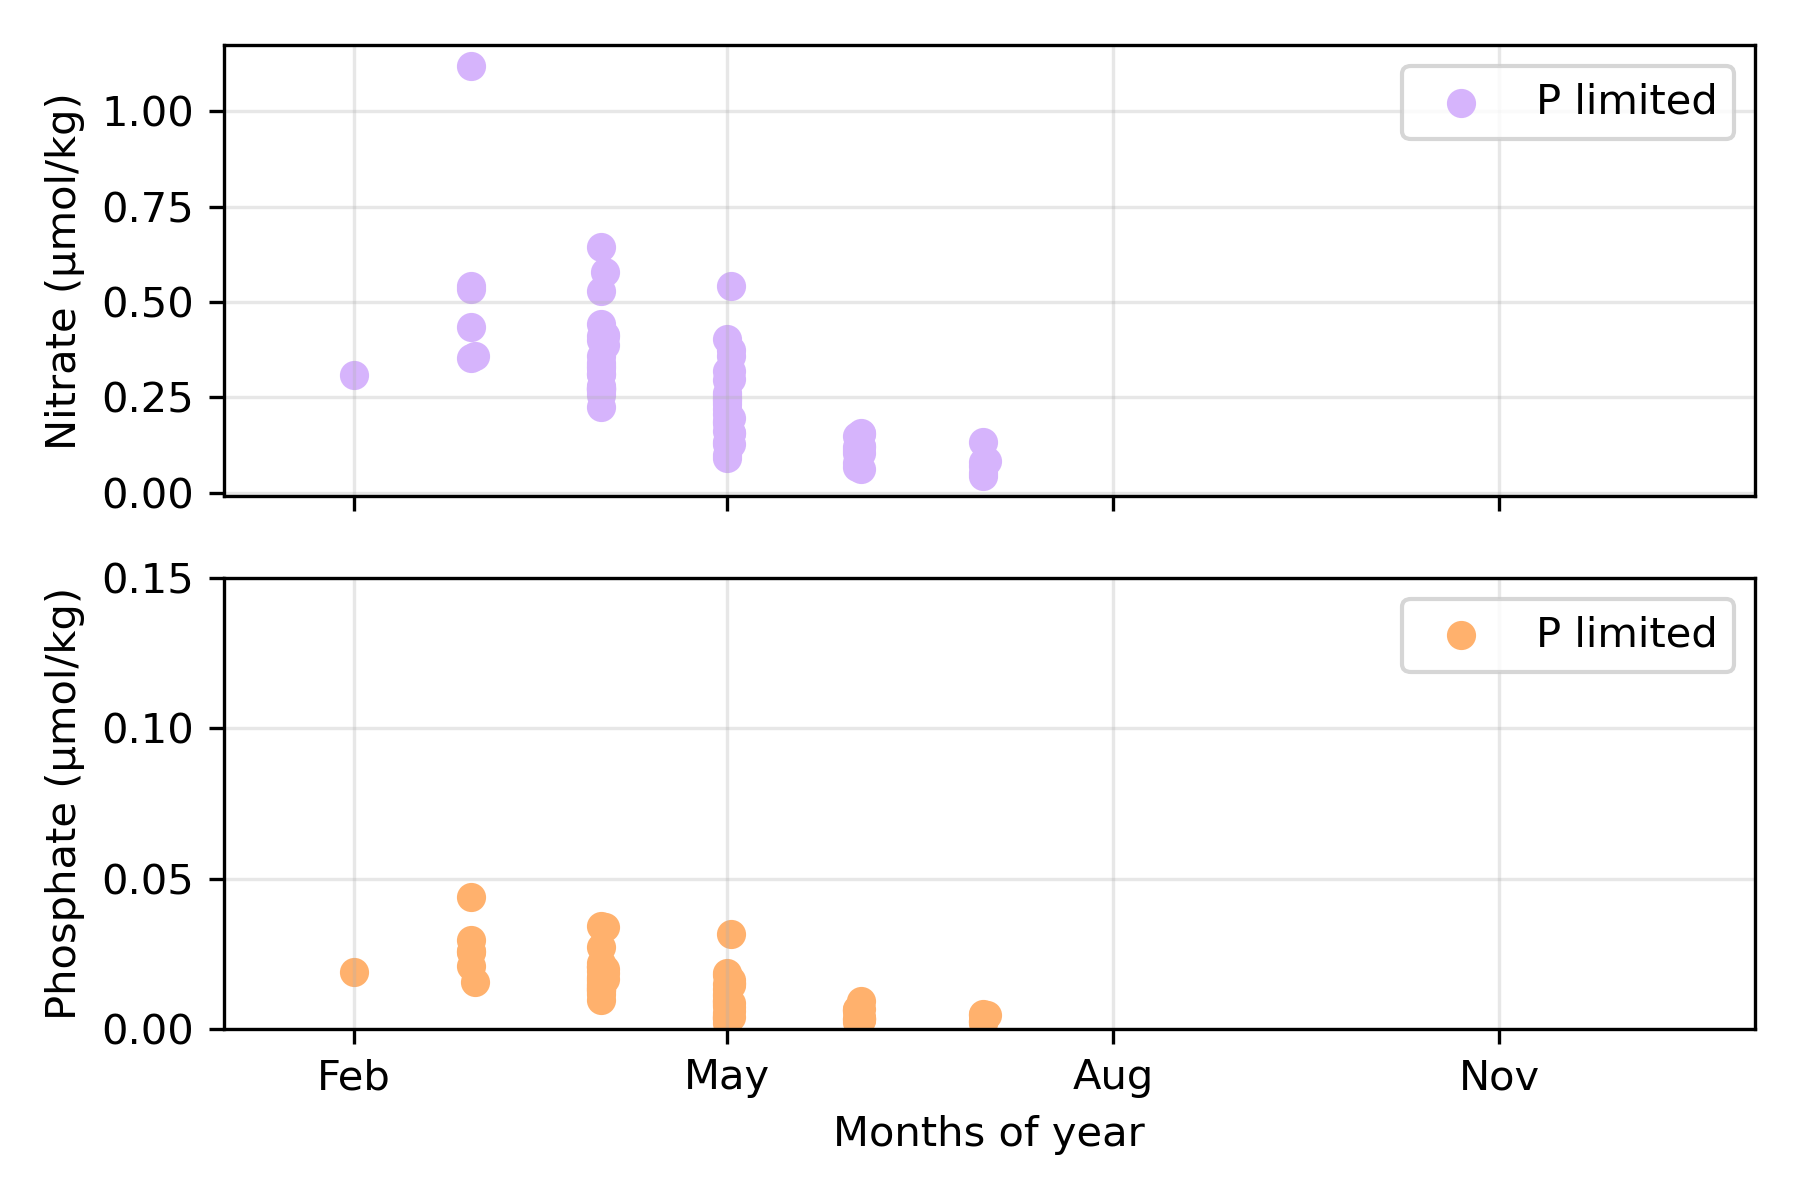 Nitrate (µmol/kg)
1.00
0.75
0.50
0.25
0.00
P limited
Phosphate (µmol/kg)
0.15
0.10
0.05
0.00
P limited
Feb May Aug Nov
Months of year